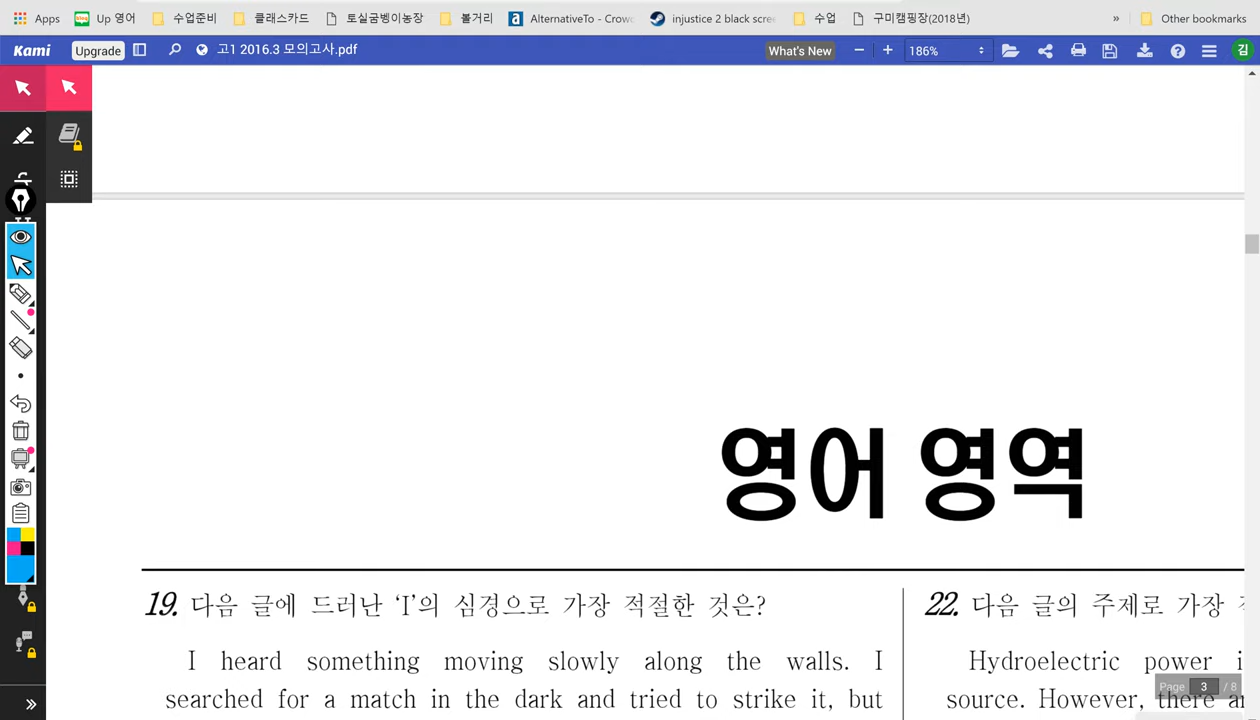 Apps Up 영어 수업준비 클래스카드 토실굼벵이농장 볼거리 AlternativeTo - Crowd injustice 2 black scree 수업 구미캠핑장(2018년) » Other bookmarks
Kami Upgrade 고1 2016.3 모의고사.pdf What's New 186% 김
영어 영역
19. 다음 글에 드러난 ‘I’의 심경으로 가장 적절한 것은?
I heard something moving slowly along the walls. I
searched for a match in the dark and tried to strike it, but
22. 다음 글의 주제로 가장
Hydroelectric power i
source. However, there a
Page 3 / 8